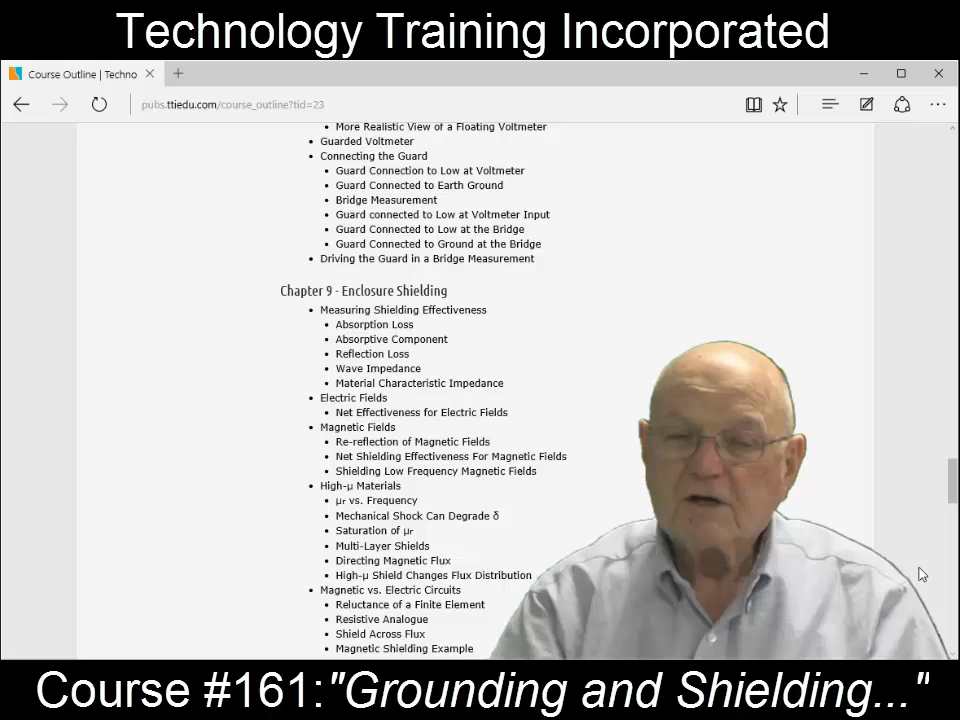 Technology Training Incorporated
Course Outline | Techno
pubs.ttiedu.com/course_outline?tid=23
More Realistic View of a Floating Voltmeter
Guarded Voltmeter
Connecting the Guard
Guard Connection to Low at Voltmeter
Guard Connected to Earth Ground
Bridge Measurement
Guard connected to Low at Voltmeter Input
Guard Connected to Low at the Bridge
Guard Connected to Ground at the Bridge
Driving the Guard in a Bridge Measurement
Chapter 9 - Enclosure Shielding
Measuring Shielding Effectiveness
Absorption Loss
Absorptive Component
Reflection Loss
Wave Impedance
Material Characteristic Impedance
Electric Fields
Net Effectiveness for Electric Fields
Magnetic Fields
Re-reflection of Magnetic Fields
Net Shielding Effectiveness For Magnetic Fields
Shielding Low Frequency Magnetic Fields
High-μ Materials
μr vs. Frequency
Mechanical Shock Can Degrade δ
Saturation of μr
Multi-Layer Shields
Directing Magnetic Flux
High-μ Shield Changes Flux Distribution
Magnetic vs. Electric Circuits
Reluctance of a Finite Element
Resistive Analogue
Shield Across Flux
Magnetic Shielding Example
Course #161:"Grounding and Shielding..."